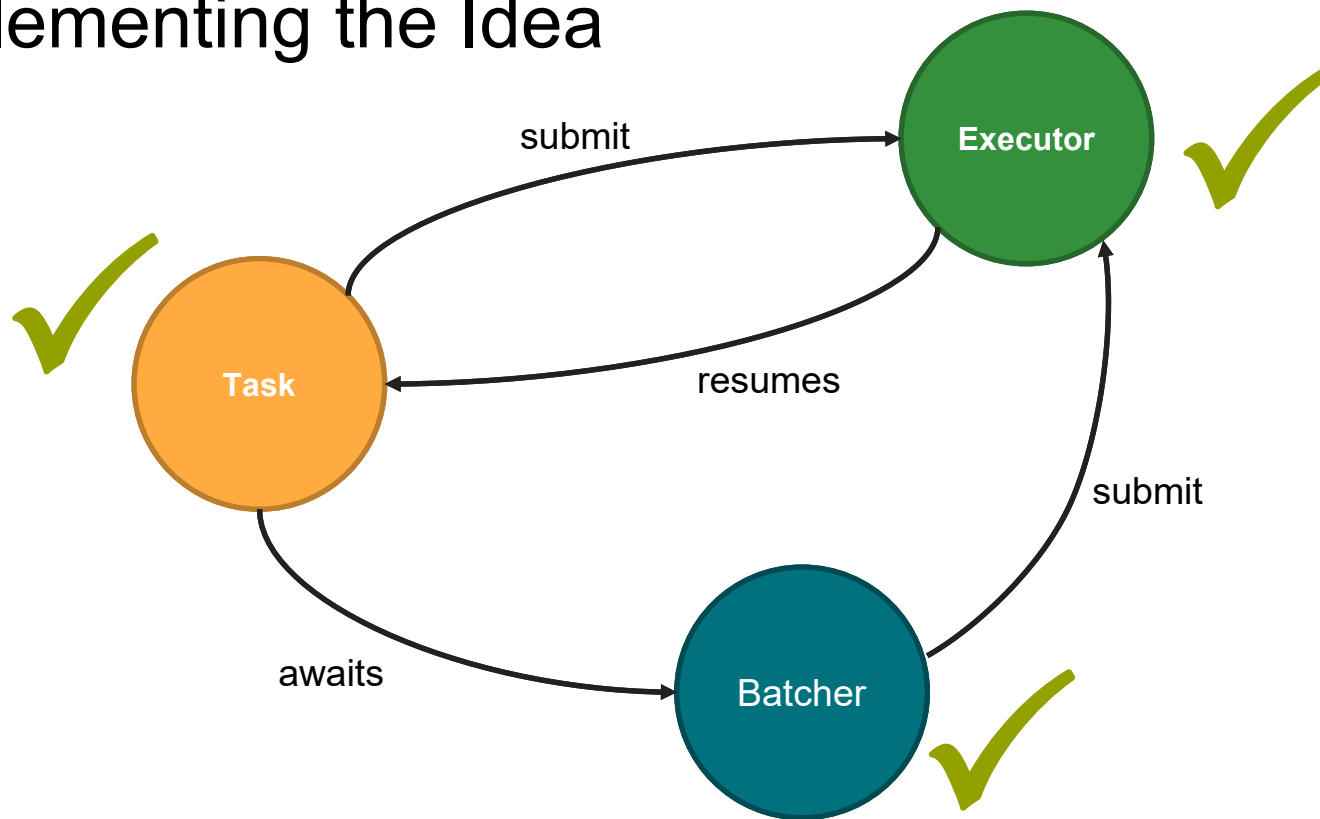 lementing the Idea
submit
Executor
Task
resumes
submit
awaits
Batcher